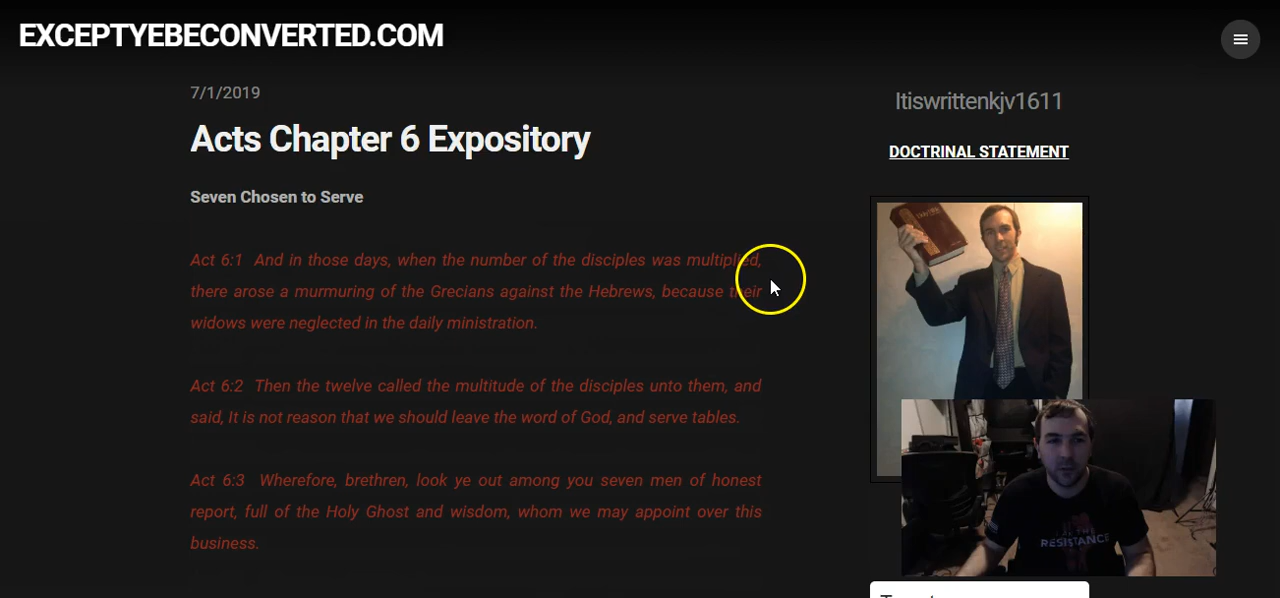 EXCEPTYEBECONVERTED.COM
7/1/2019
Acts Chapter 6 Expository
Seven Chosen to Serve
Act 6:1 And in those days, when the number of the disciples was multiplied,
there arose a murmuring of the Grecians against the Hebrews, because their
widows were neglected in the daily ministration.
Act 6:2 Then the twelve called the multitude of the disciples unto them, and
said, It is not reason that we should leave the word of God, and serve tables.
Act 6:3 Wherefore, brethren, look ye out among you seven men of honest
report, full of the Holy Ghost and wisdom, whom we may appoint over this
business.
Itiswrittenkjv1611
DOCTRINAL STATEMENT
RESISTANCE